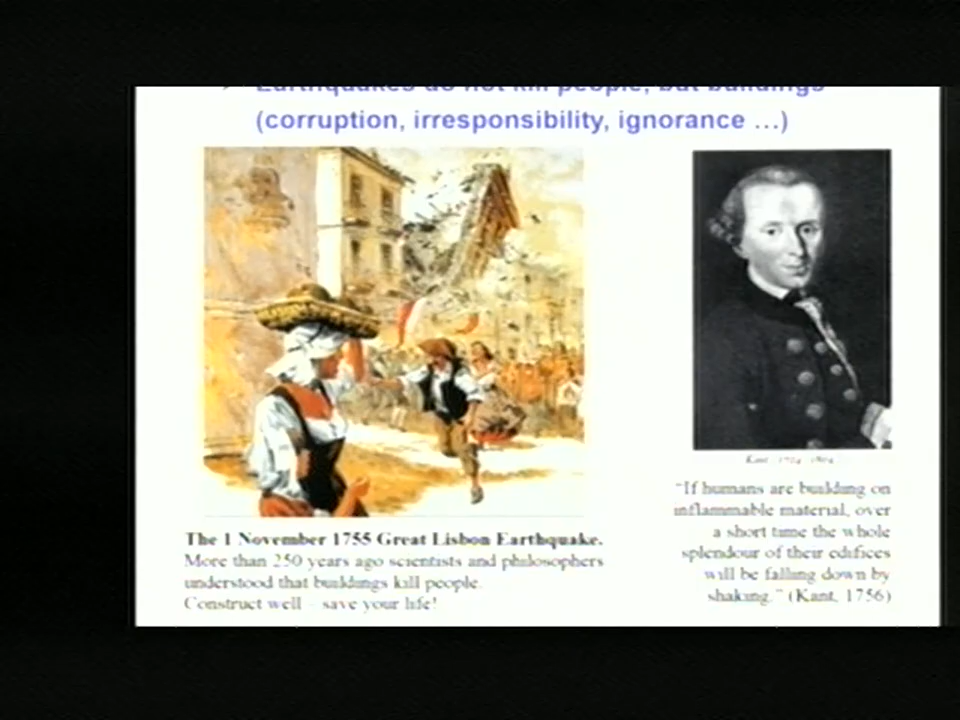 Earthquakes do not kill people, but buildings
(corruption, irresponsibility, ignorance …)
Kant, 1724 - 1804
"If humans are building on
inflammable material, over
a short time the whole
splendour of their edifices
will be falling down by
shaking." (Kant, 1756)
The 1 November 1755 Great Lisbon Earthquake.
More than 250 years ago scientists and philosophers
understood that buildings kill people.
Construct well – save your life!